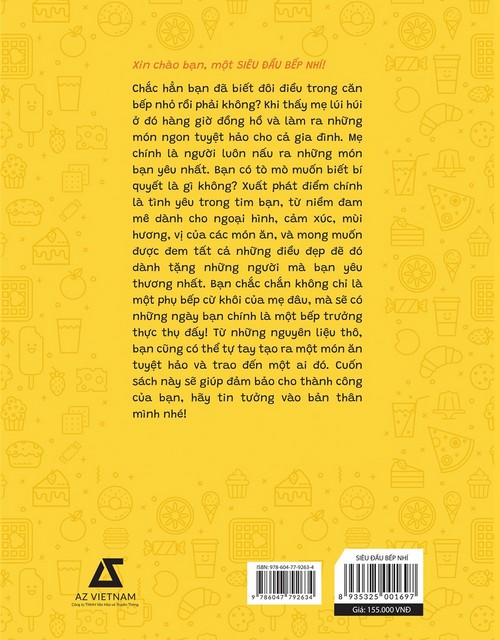 Xin chào bạn, một SIÊU ĐẦU BẾP NHÍ!
Chắc hẳn bạn đã biết đôi điều trong căn
bếp nhỏ rồi phải không? Khi thấy mẹ lúi húi
ở đó hàng giờ đồng hồ và làm ra những
món ngon tuyệt hảo cho cả gia đình. Mẹ
chính là người luôn nấu ra những món
bạn yêu nhất. Bạn có tò mò muốn biết bí
quyết là gì không? Xuất phát điểm chính
là tình yêu trong tim bạn, từ niềm đam
mê dành cho ngoại hình, cảm xúc, mùi
hương, vị của các món ăn, và mong muốn
được đem tất cả những điều đẹp đẽ đó
dành tặng những người mà bạn yêu
thương nhất. Bạn chắc chắn không chỉ là
một phụ bếp cừ khôi của mẹ đâu, mà sẽ có
những ngày bạn chính là một bếp trưởng
thực thụ đấy! Từ những nguyên liệu thô,
bạn cũng có thể tự tay tạo ra một món ăn
tuyệt hảo và trao đến một ai đó. Cuốn
sách này sẽ giúp đảm bảo cho thành công
của bạn, hãy tin tưởng vào bản thân
mình nhé!
AZ VIETNAM
Công ty TNHH Văn Hóa và Truyền Thông
ISBN: 978-604-77-9263-4
9 786047 792634
SIÊU ĐẦU BẾP NHÍ
8 935325 001697
Giá: 155.000 VNĐ